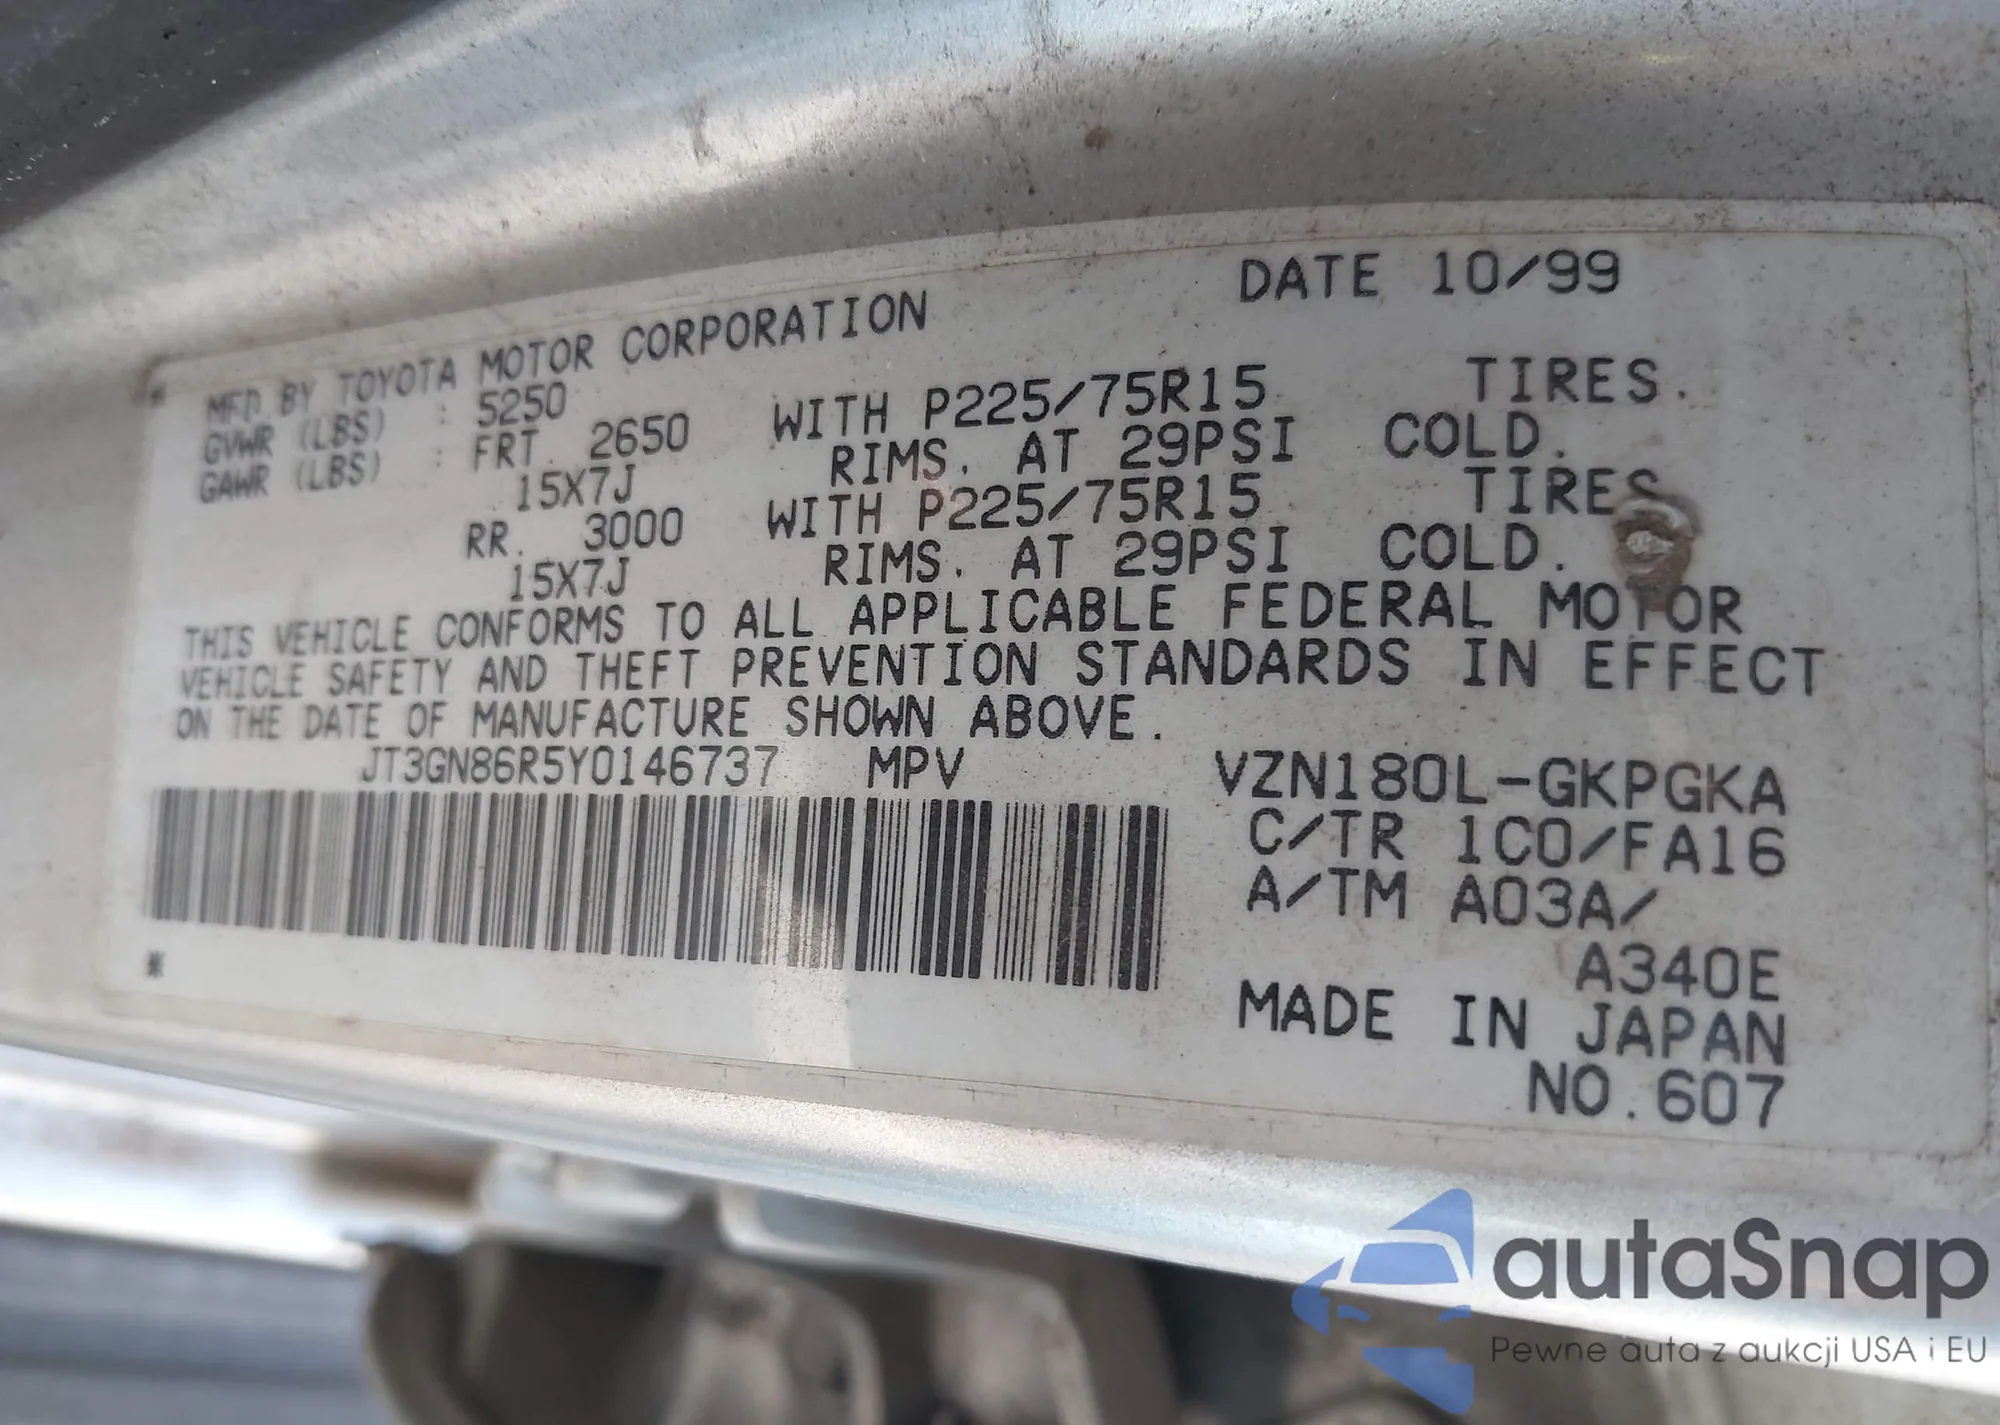 DATE 10/99
MFD. BY TOYOTA MOTOR CORPORATION
GVWR (LBS) : 5250
GAWR (LBS) : FRT. 2650 WITH P225/75R15 TIRES.
15X7J RIMS. AT 29PSI COLD.
RR. 3000 WITH P225/75R15 TIRES
15X7J RIMS. AT 29PSI COLD.
THIS VEHICLE CONFORMS TO ALL APPLICABLE FEDERAL MOTOR
VEHICLE SAFETY AND THEFT PREVENTION STANDARDS IN EFFECT
ON THE DATE OF MANUFACTURE SHOWN ABOVE.
JT3GN86R5Y0146737 MPV VZN180L-GKPGKA
C/TR 1C0/FA16
A/TM A03A/
A340E
MADE IN JAPAN
NO.607
autaSnap
Pewne auta z aukcji USA i EU